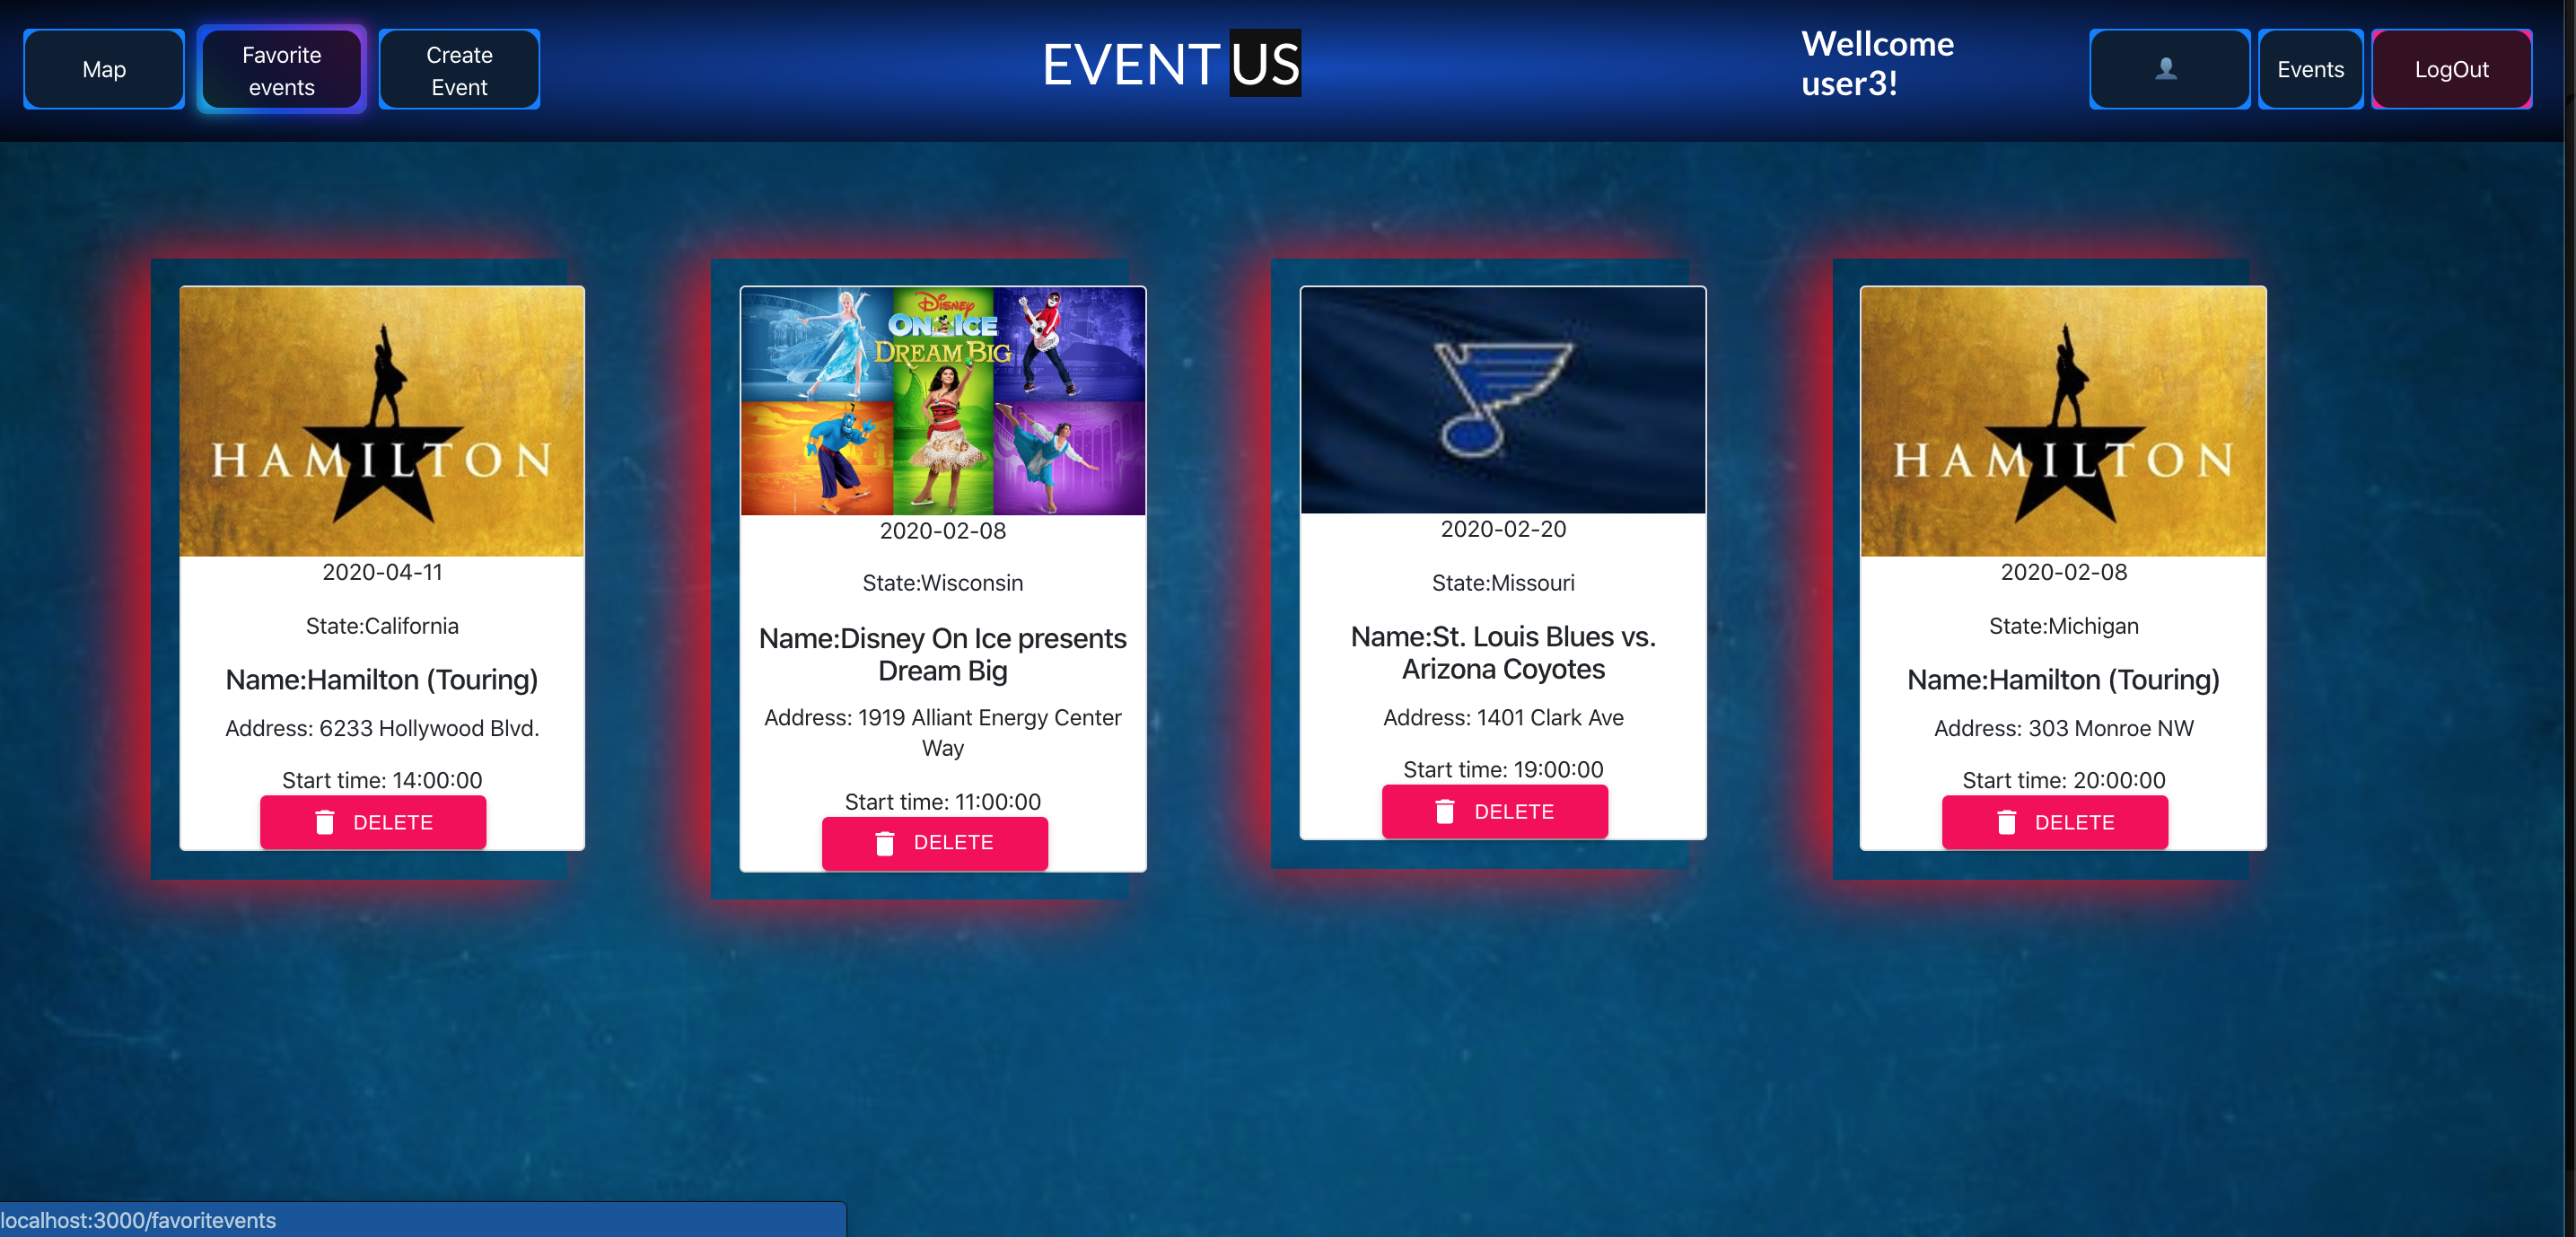 Map
Favorite
events
Create
Event
EVENTUS
Wellcome
user3!
Events
LogOut
HAMILTON
2020-04-11
State:California
Name:Hamilton (Touring)
Address: 6233 Hollywood Blvd.
Start time: 14:00:00
DELETE
Disney
ON ICE
DREAM BIG
2020-02-08
State:Wisconsin
Name:Disney On Ice presents
Dream Big
Address: 1919 Alliant Energy Center
Way
Start time: 11:00:00
DELETE
2020-02-20
State:Missouri
Name:St. Louis Blues vs.
Arizona Coyotes
Address: 1401 Clark Ave
Start time: 19:00:00
DELETE
HAMILTON
2020-02-08
State:Michigan
Name:Hamilton (Touring)
Address: 303 Monroe NW
Start time: 20:00:00
DELETE
localhost:3000/favoritevents